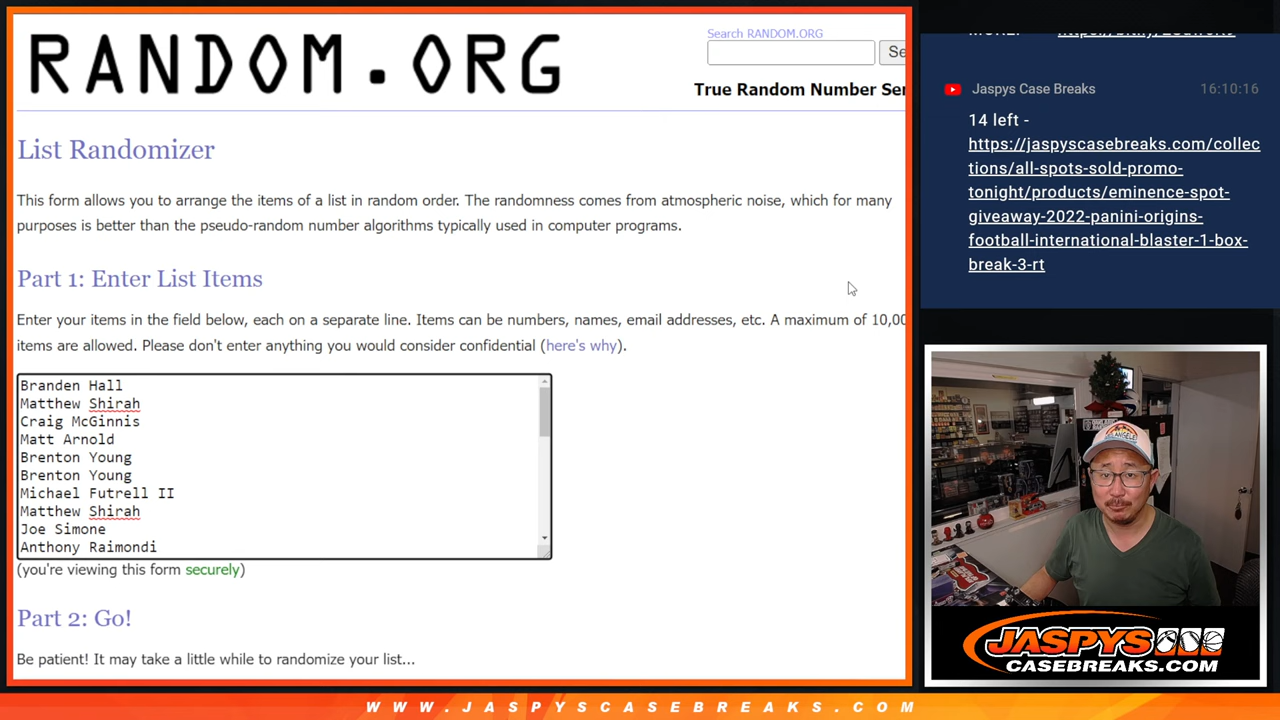 RANDOM.ORG
Search RANDOM.ORG
Se
True Random Number Ser
List Randomizer
This form allows you to arrange the items of a list in random order. The randomness comes from atmospheric noise, which for many
purposes is better than the pseudo-random number algorithms typically used in computer programs.
Part 1: Enter List Items
Enter your items in the field below, each on a separate line. Items can be numbers, names, email addresses, etc. A maximum of 10,00
items are allowed. Please don't enter anything you would consider confidential (here's why).
Branden Hall
Matthew Shirah
Craig McGinnis
Matt Arnold
Brenton Young
Brenton Young
Michael Futrell II
Matthew Shirah
Joe Simone
Anthony Raimondi
(you're viewing this form securely)
Part 2: Go!
Be patient! It may take a little while to randomize your list...
Jaspys Case Breaks 16:10:16
14 left -
https://jaspyscasebreaks.com/collec
tions/all-spots-sold-promo-
tonight/products/eminence-spot-
giveaway-2022-panini-origins-
football-international-blaster-1-box-
break-3-rt
JASPYS
CASEBREAKS.COM
WWW.JASPYSCASEBREAKS.COM